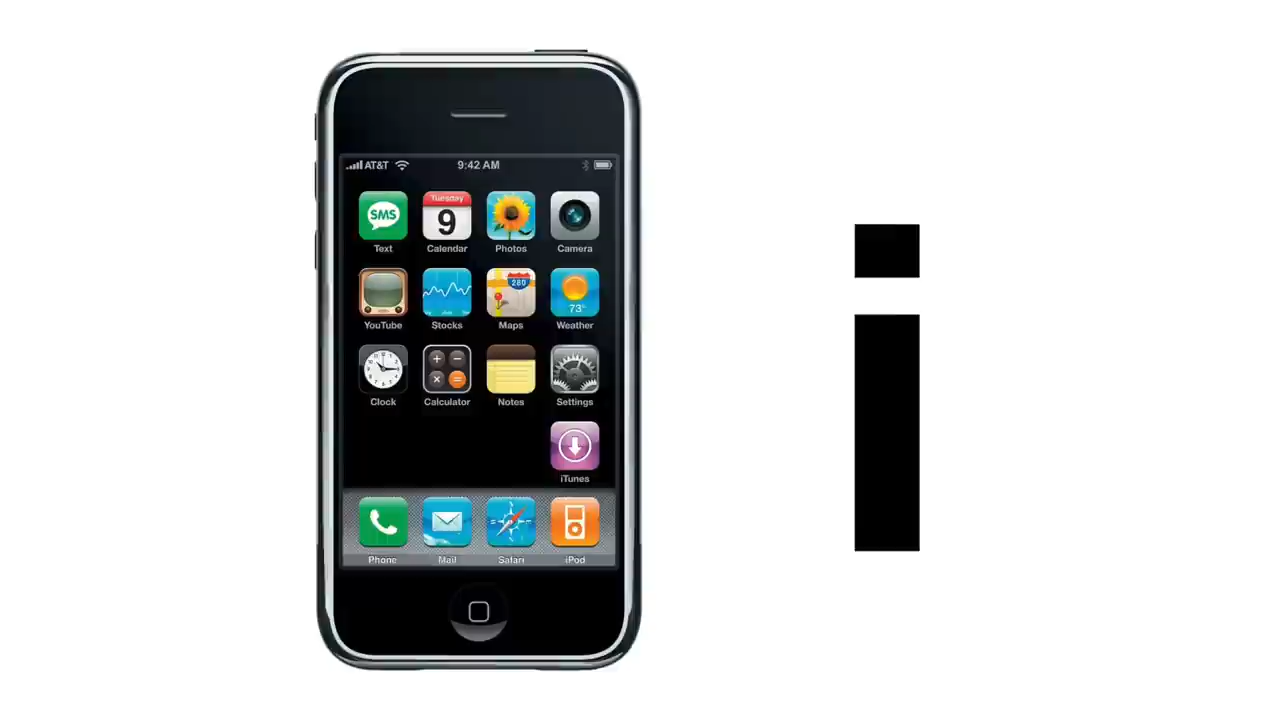 AT&T 9:42 AM
SMS Tuesday 9 280 73°
Text Calendar Photos Camera
YouTube Stocks Maps Weather
Clock Calculator Notes Settings
iTunes
Phone Mail Safari iPod
i